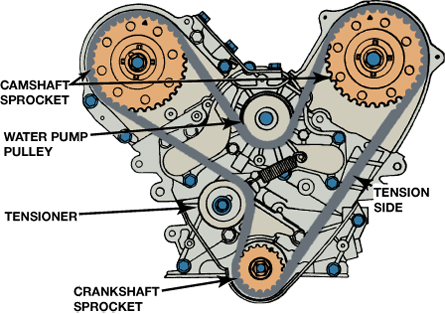 CAMSHAFT
SPROCKET
WATER PUMP
PULLEY
TENSIONER
TENSION
SIDE
CRANKSHAFT
SPROCKET